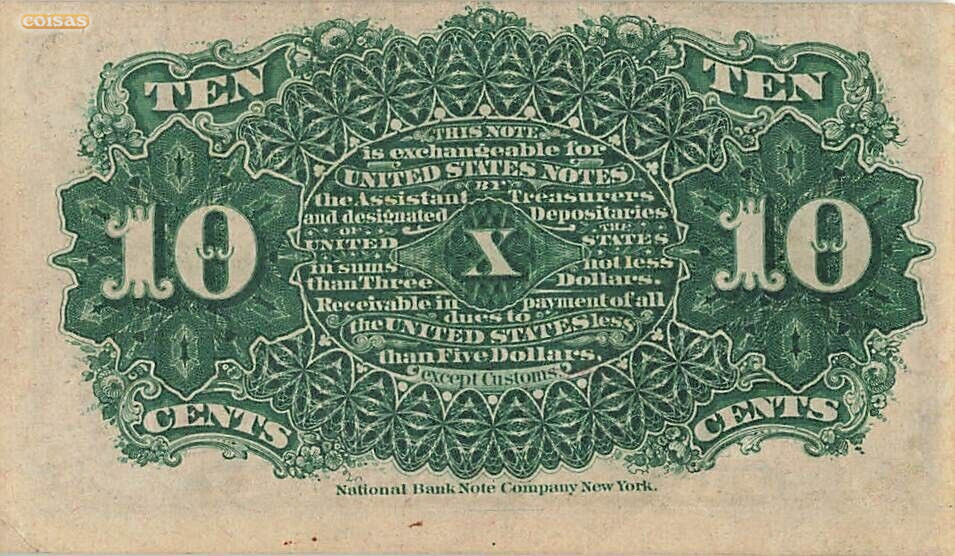 coisas
TEN TEN
THIS NOTE
is exchangeable for
UNITED STATES NOTES
BY
the Assistant Treasurers
and designated Depositaries
OF THE
UNITED STATES
10 X 10
in sums not less
than Three Dollars.
Receivable in payment of all
dues to
the UNITED STATES less
than Five Dollars,
except Customs.
CENTS CENTS
National Bank Note Company New York.